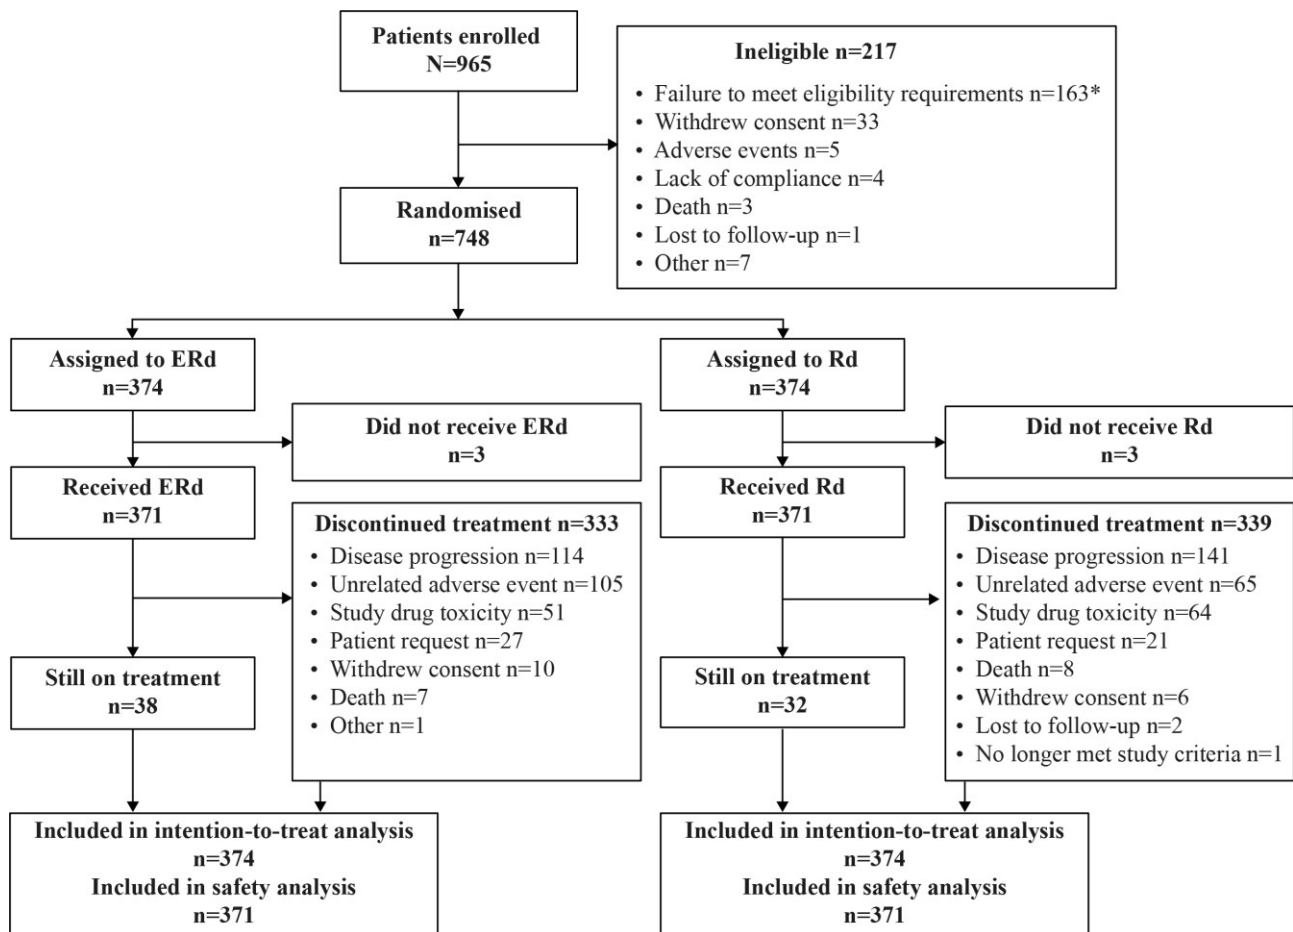 Patients enrolled
N=965
Ineligible n=217
• Failure to meet eligibility requirements n=163*
• Withdrew consent n=33
• Adverse events n=5
• Lack of compliance n=4
• Death n=3
• Lost to follow-up n=1
• Other n=7
Randomised
n=748
Assigned to ERd
n=374
Assigned to Rd
n=374
Did not receive ERd
n=3
Did not receive Rd
n=3
Received ERd
n=371
Received Rd
n=371
Discontinued treatment n=333
• Disease progression n=114
• Unrelated adverse event n=105
• Study drug toxicity n=51
• Patient request n=27
• Withdrew consent n=10
• Death n=7
• Other n=1
Discontinued treatment n=339
• Disease progression n=141
• Unrelated adverse event n=65
• Study drug toxicity n=64
• Patient request n=21
• Death n=8
• Withdrew consent n=6
• Lost to follow-up n=2
• No longer met study criteria n=1
Still on treatment
n=38
Still on treatment
n=32
Included in intention-to-treat analysis
n=374
Included in safety analysis
n=371
Included in intention-to-treat analysis
n=374
Included in safety analysis
n=371